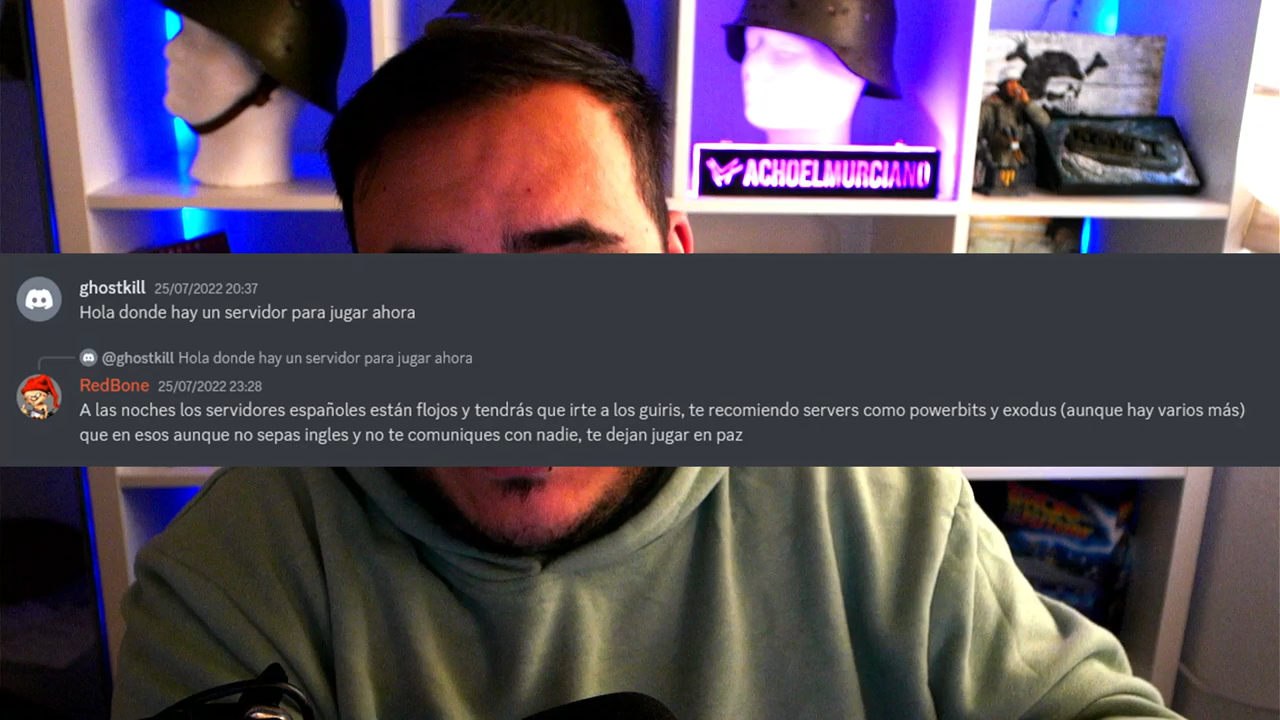 ACHOELMURCIANO
ghostkill 25/07/2022 20:37
Hola donde hay un servidor para jugar ahora
@ghostkill Hola donde hay un servidor para jugar ahora
RedBone 25/07/2022 23:28
A las noches los servidores españoles están flojos y tendrás que irte a los guiris, te recomiendo servers como powerbits y exodus (aunque hay varios más)
que en esos aunque no sepas ingles y no te comuniques con nadie, te dejan jugar en paz